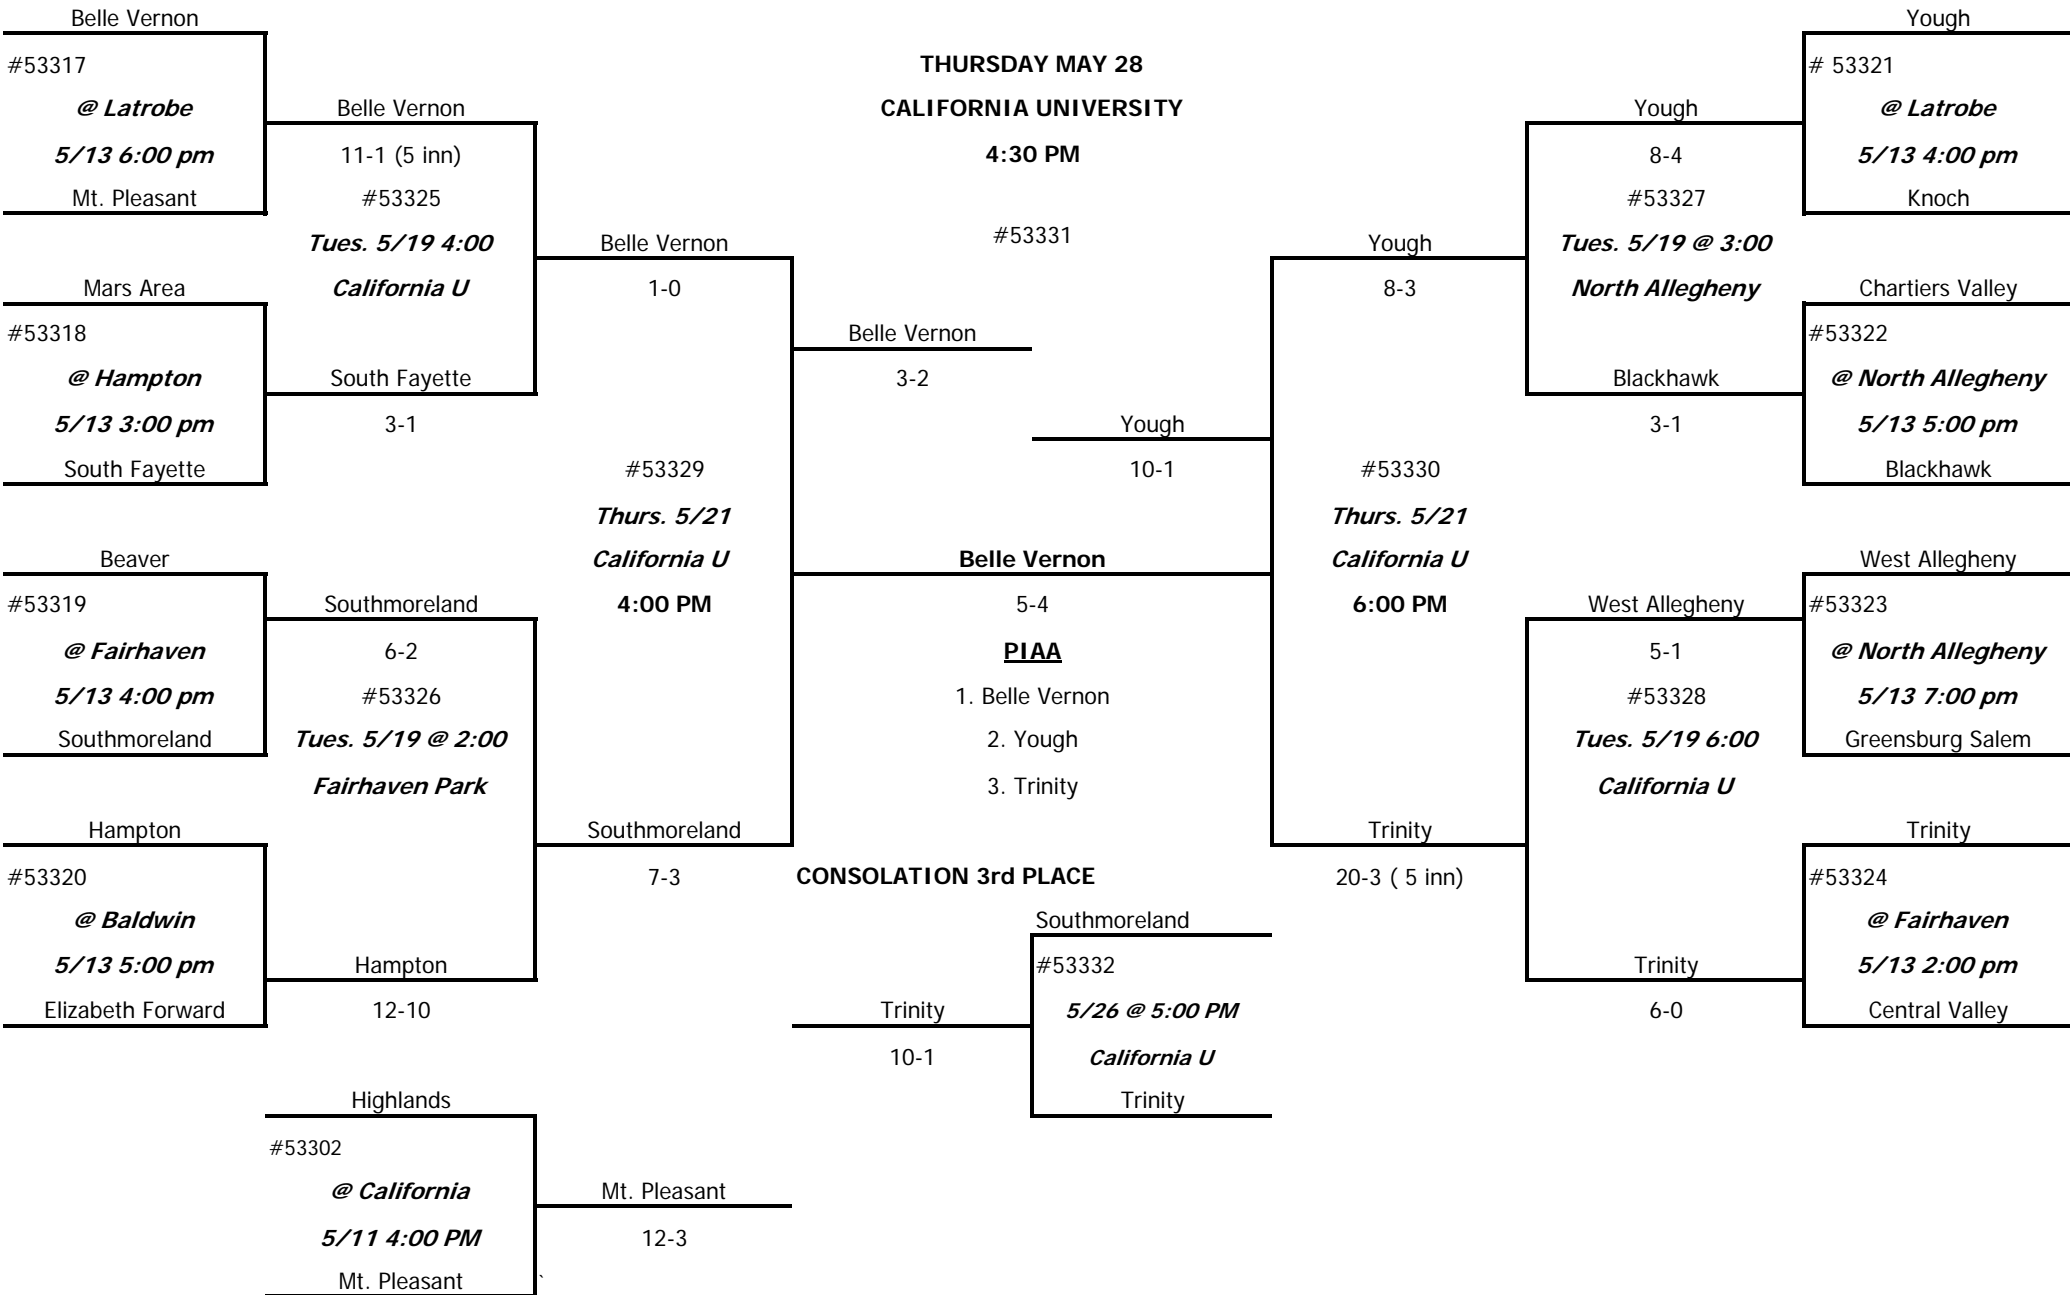 Belle Vernon
#53317
@ Latrobe
5/13 6:00 pm
Mt. Pleasant
Mars Area
#53318
@ Hampton
5/13 3:00 pm
South Fayette
Beaver
#53319
@ Fairhaven
5/13 4:00 pm
Southmoreland
Hampton
#53320
@ Baldwin
5/13 5:00 pm
Elizabeth Forward
Belle Vernon
11-1 (5 inn)
#53325
Tues. 5/19 4:00
California U
South Fayette
3-1
Southmoreland
6-2
#53326
Tues. 5/19 @ 2:00
Fairhaven Park
Hampton
12-10
Highlands
#53302
@ California
5/11 4:00 PM
Mt. Pleasant `
Belle Vernon
1-0
#53329
Thurs. 5/21
California U
4:00 PM
Southmoreland
7-3
Mt. Pleasant
12-3
THURSDAY MAY 28
CALIFORNIA UNIVERSITY
4:30 PM
#53331
Belle Vernon
3-2
Yough
10-1
Belle Vernon
5-4
PIAA
1. Belle Vernon
2. Yough
3. Trinity
CONSOLATION 3rd PLACE
Southmoreland
#53332
5/26 @ 5:00 PM
California U
Trinity
Trinity
10-1
Yough
8-3
#53330
Thurs. 5/21
California U
6:00 PM
Trinity
20-3 ( 5 inn)
Yough
8-4
#53327
Tues. 5/19 @ 3:00
North Allegheny
Blackhawk
3-1
West Allegheny
5-1
#53328
Tues. 5/19 6:00
California U
Trinity
6-0
Yough
# 53321
@ Latrobe
5/13 4:00 pm
Knoch
Chartiers Valley
#53322
@ North Allegheny
5/13 5:00 pm
Blackhawk
West Allegheny
#53323
@ North Allegheny
5/13 7:00 pm
Greensburg Salem
Trinity
#53324
@ Fairhaven
5/13 2:00 pm
Central Valley